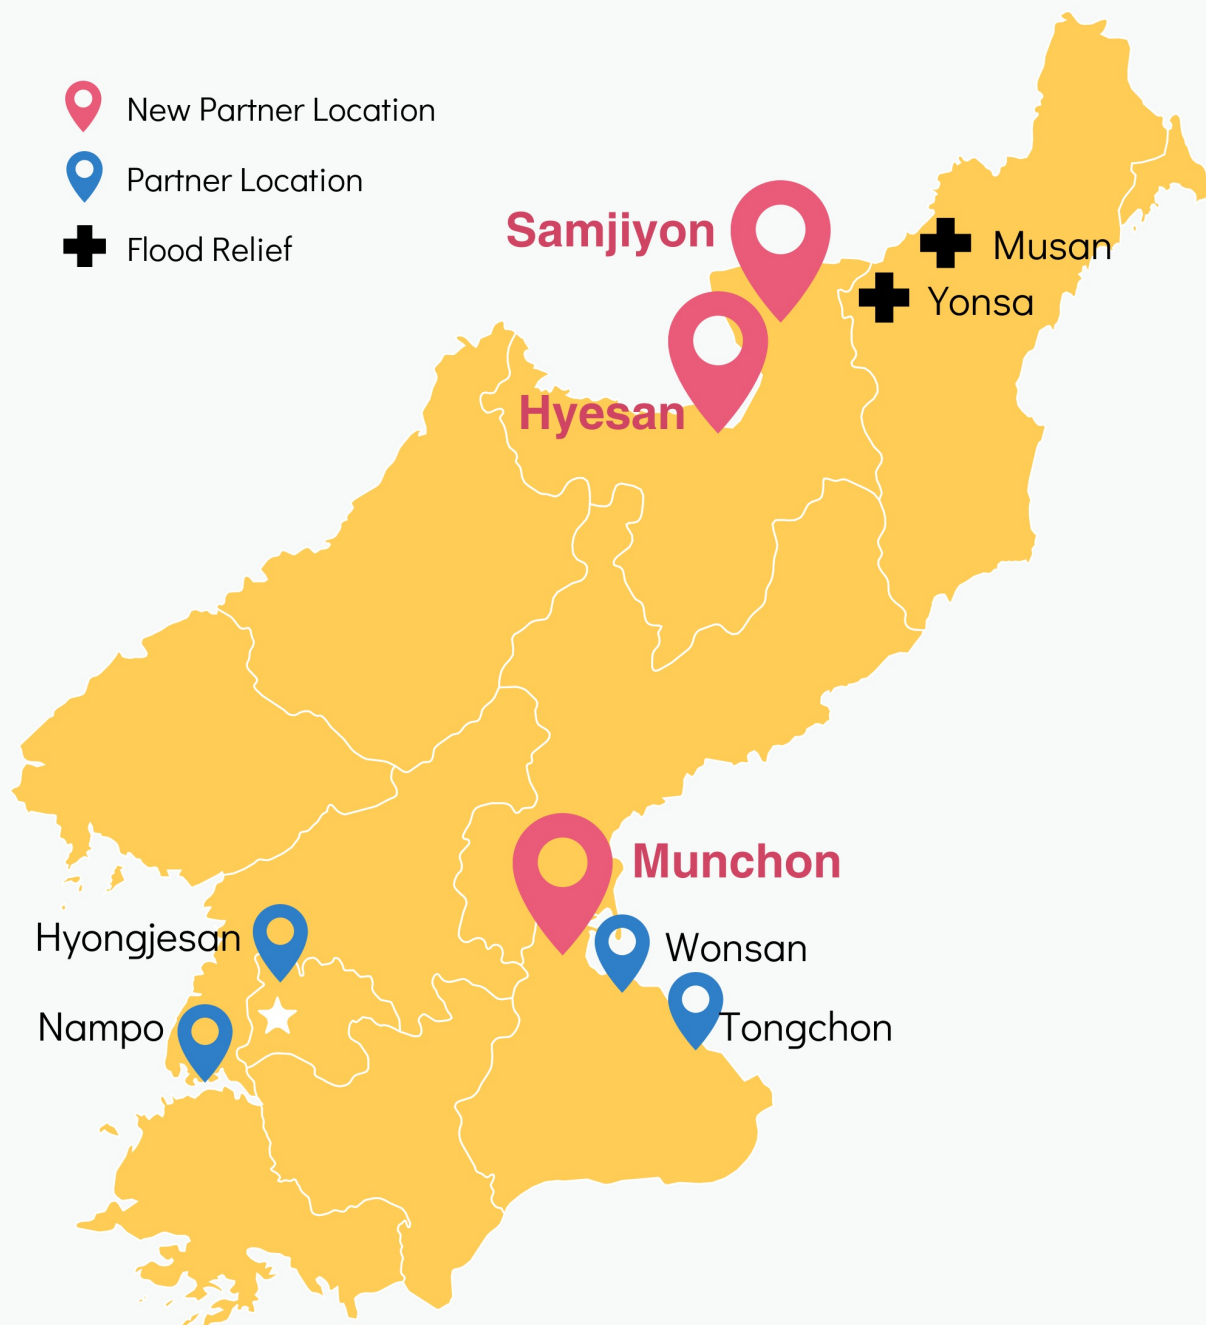 New Partner Location
Partner Location
Flood Relief
Samjiyon
Musan
Yonsa
Hyesan
Munchon
Hyongjesan
Wonsan
Nampo
Tongchon